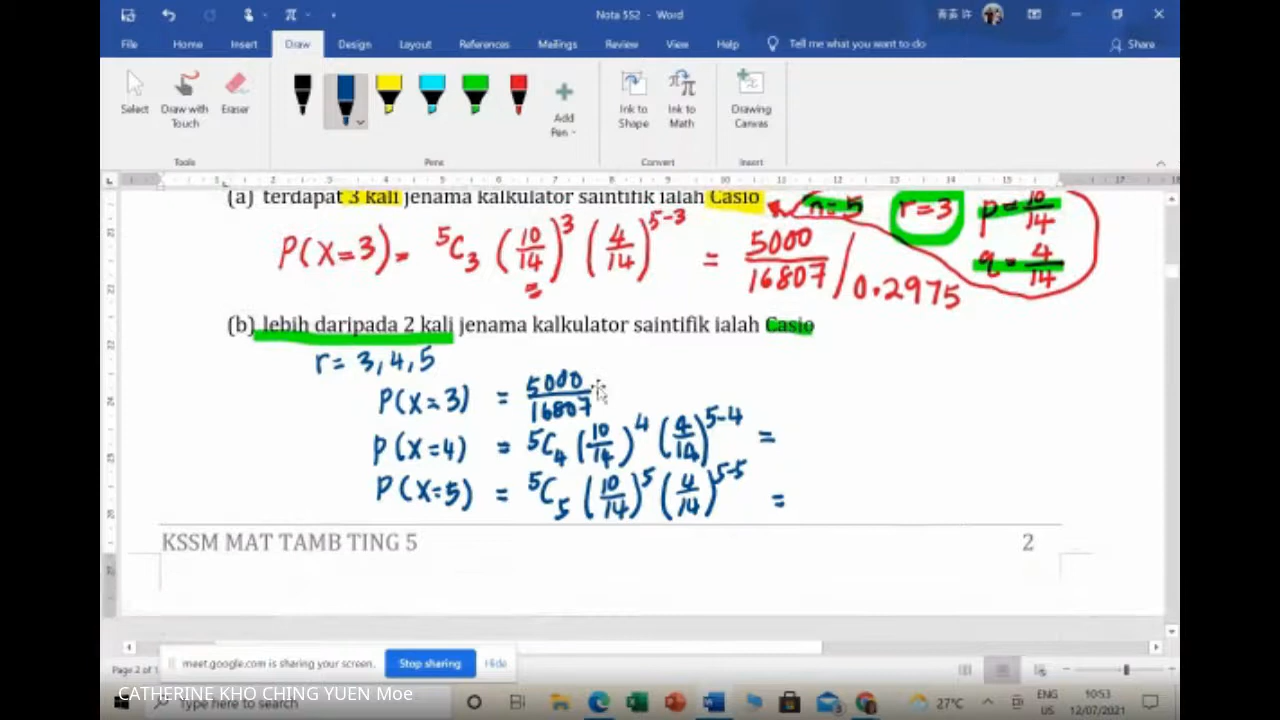 Nota 5S2 - Word
File Home Insert Draw Design Layout References Mailings Review View Help Tell me what you want to do Share
Select Draw with Touch Eraser Add Pen Ink to Shape Ink to Math Drawing Canvas
Tools Pens Convert Insert
(a) terdapat 3 kali jenama kalkulator saintifik ialah Casio n=5 r=3 p=10/14
q=4/14
P(X=3)= ⁵C₃ (10/14)³ (4/14)⁵⁻³ = 5000/16807 / 0.2975
(b) lebih daripada 2 kali jenama kalkulator saintifik ialah Casio
r= 3,4,5
P(X=3) = 5000/16807
P(X=4) = ⁵C₄ (10/14)⁴ (4/14)⁵⁻⁴ =
P(X=5) = ⁵C₅ (10/14)⁵ (4/14)⁵⁻⁵ =
KSSM MAT TAMB TING 5 2
meet.google.com is sharing your screen. Stop sharing Hide
Page 2 of 1
CATHERINE KHO CHING YUEN Moe
Type here to search 27°C ENG US 10:53 12/07/2021